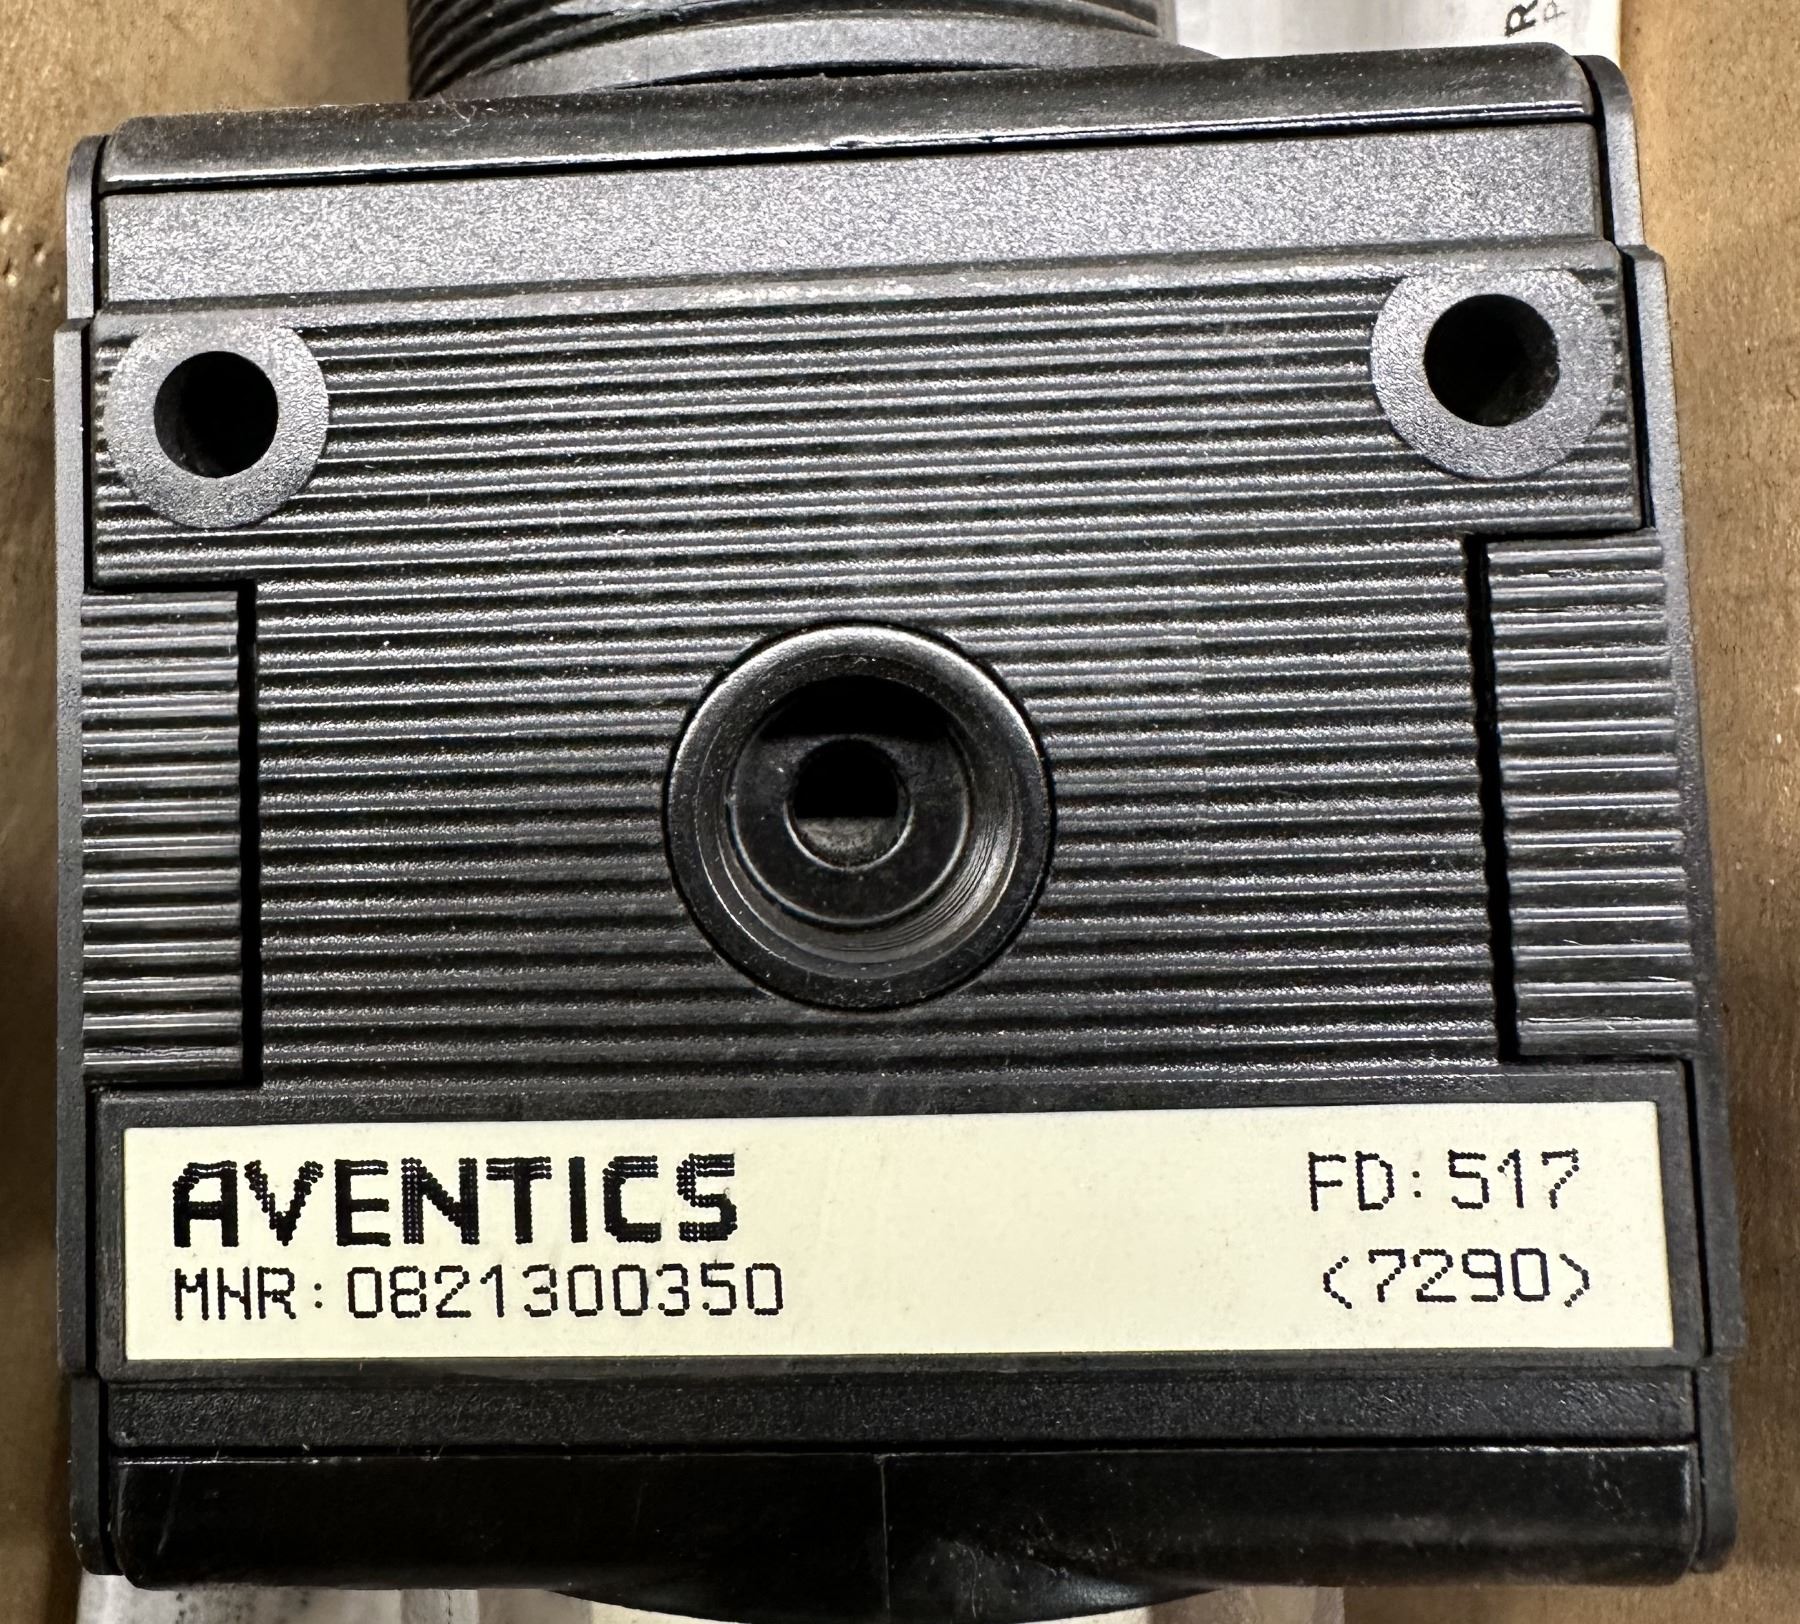 R
P
AVENTICS
FD:517
MNR:0821300350
<7290>